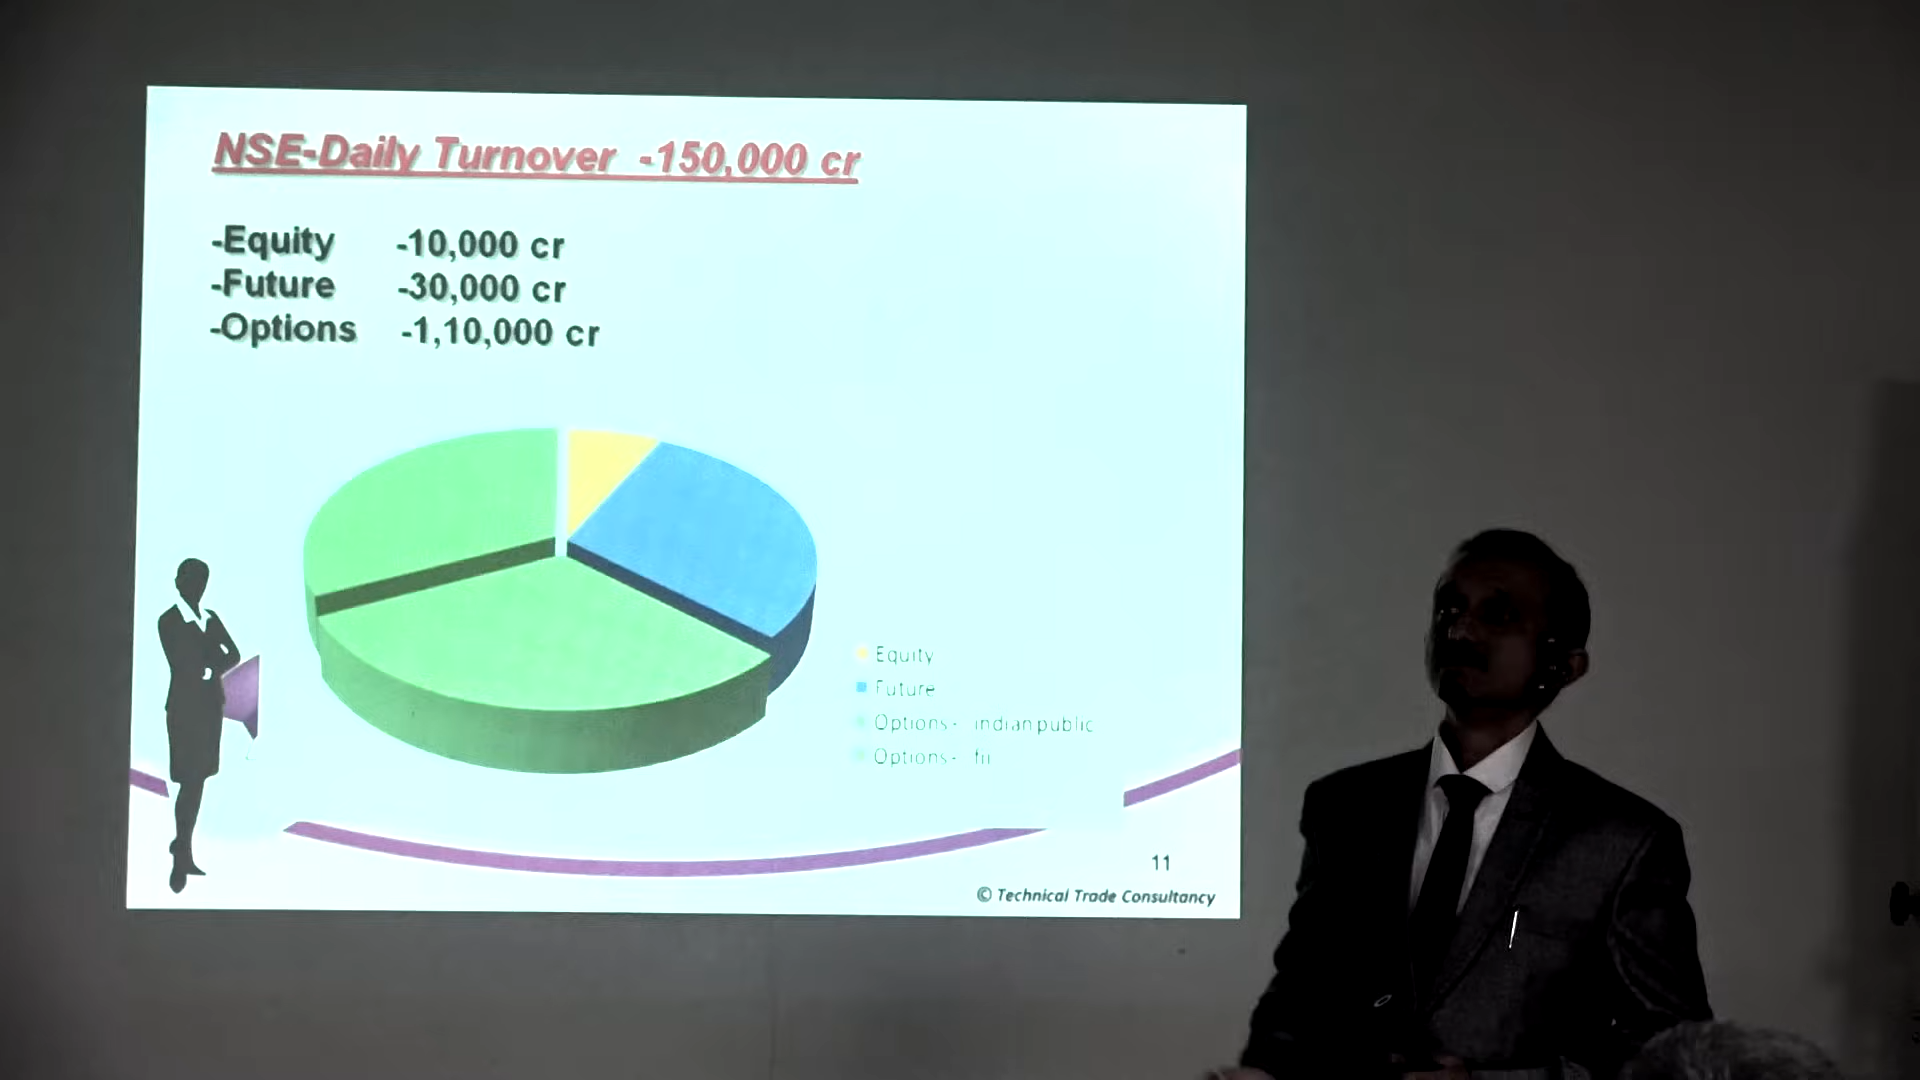 NSE-Daily Turnover -150,000 cr
-Equity -10,000 cr
-Future -30,000 cr
-Options -1,10,000 cr
Equity
Future
Options- indian public
Options- fii
11
© Technical Trade Consultancy